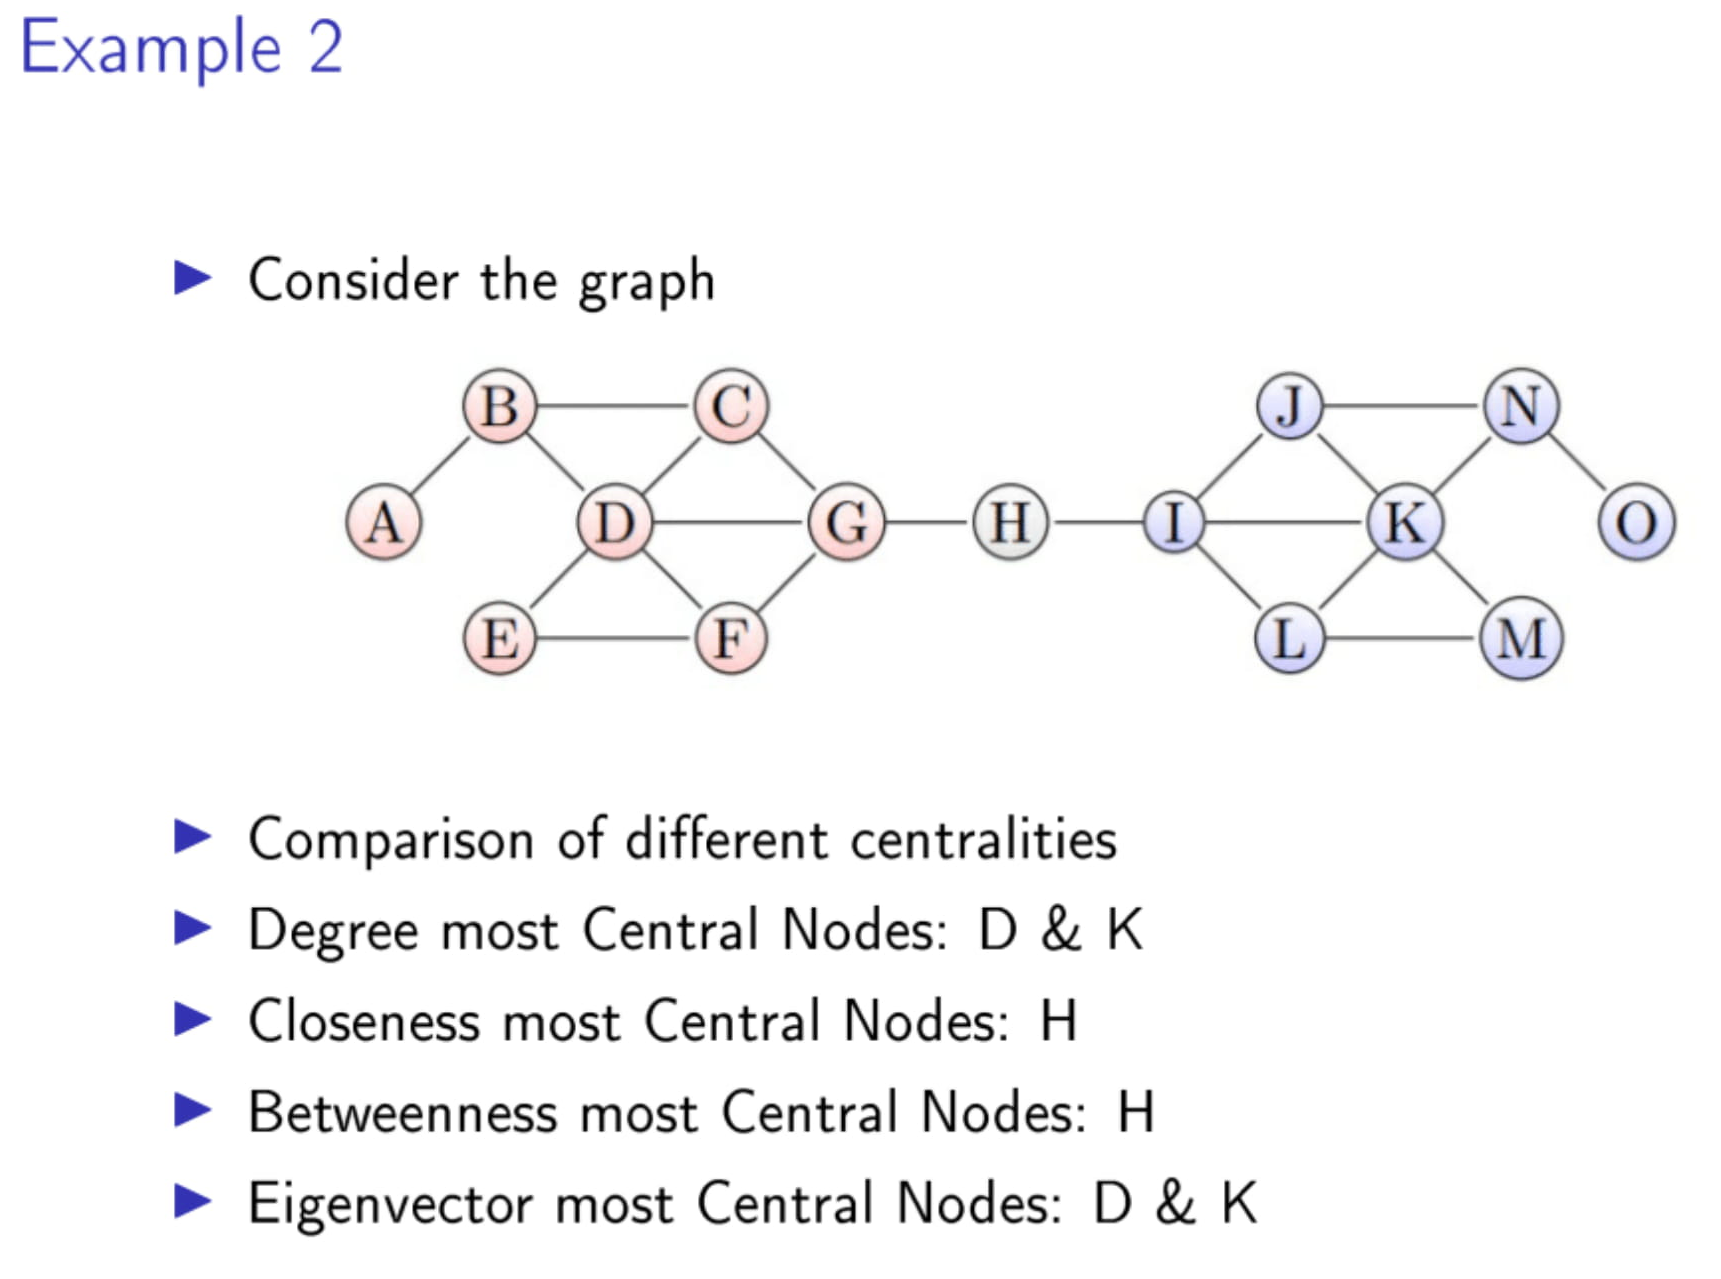 Example 2
▶ Consider the graph
B C J N
A D G H I K O
E F L M
▶ Comparison of different centralities
▶ Degree most Central Nodes: D & K
▶ Closeness most Central Nodes: H
▶ Betweenness most Central Nodes: H
▶ Eigenvector most Central Nodes: D & K